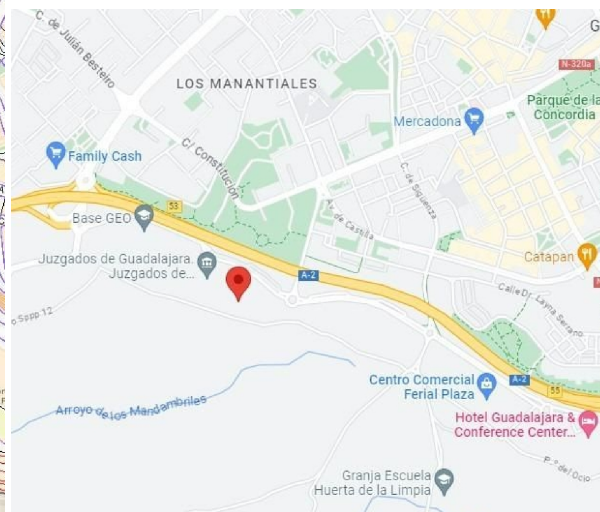 C. de Julián Besteiro
LOS MANANTIALES
N-320a
Parque de la
Concordia
Mercadona
Family Cash
C/ Constitución
C. de Sigüenza
53
Base GEO
Av. de Castilla
Juzgados de Guadalajara.
Juzgados de...
A-2
Catapan
Calle Dr. Layna Serrano
o Sppp 12
Centro Comercial
Ferial Plaza
A-2
55
Arroyo de los Mandambriles
Hotel Guadalajara &
Conference Center...
P.º del Ocio
Granja Escuela
Huerta de la Limpia